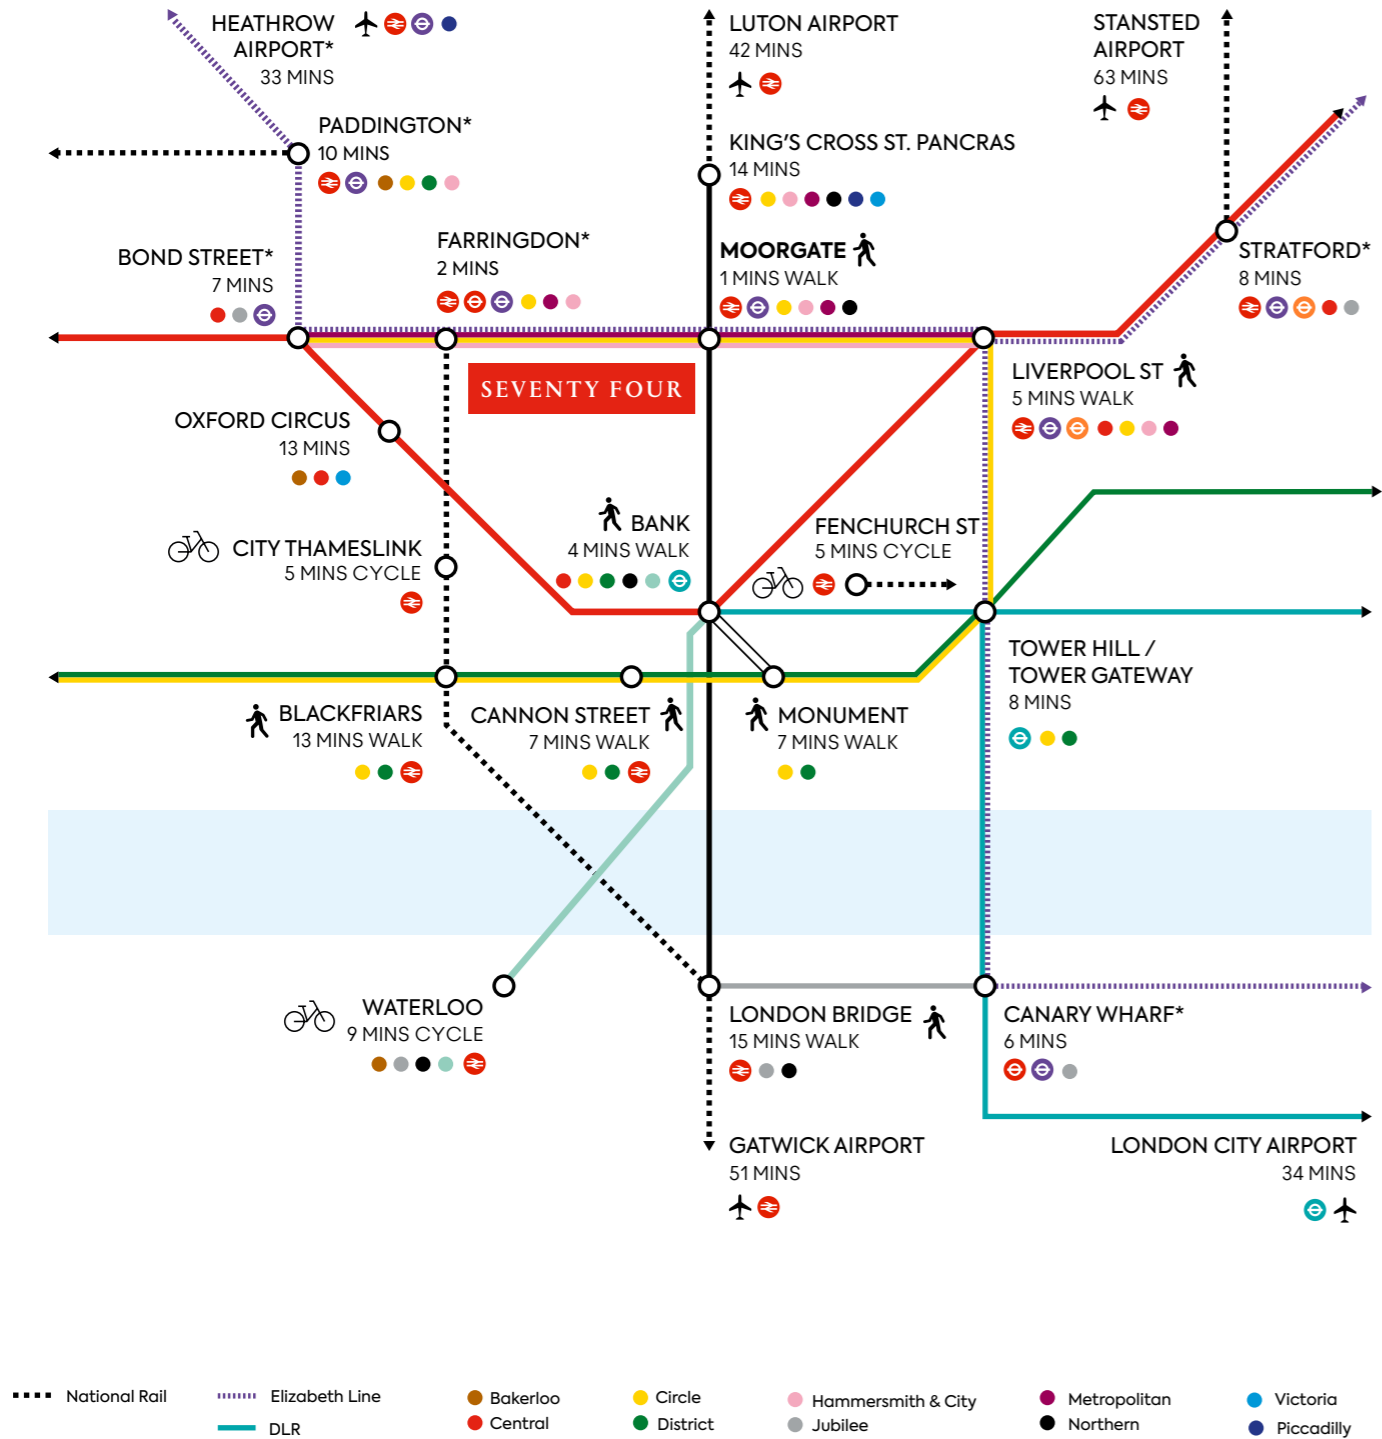 HEATHROW
AIRPORT*
33 MINS
LUTON AIRPORT
42 MINS
STANSTED
AIRPORT
63 MINS
PADDINGTON*
10 MINS
KING'S CROSS ST. PANCRAS
14 MINS
BOND STREET*
7 MINS
FARRINGDON*
2 MINS
MOORGATE
1 MINS WALK
STRATFORD*
8 MINS
SEVENTY FOUR
LIVERPOOL ST
5 MINS WALK
OXFORD CIRCUS
13 MINS
CITY THAMESLINK
5 MINS CYCLE
BANK
4 MINS WALK
FENCHURCH ST
5 MINS CYCLE
TOWER HILL /
TOWER GATEWAY
8 MINS
BLACKFRIARS
13 MINS WALK
CANNON STREET
7 MINS WALK
MONUMENT
7 MINS WALK
WATERLOO
9 MINS CYCLE
LONDON BRIDGE
15 MINS WALK
CANARY WHARF*
6 MINS
GATWICK AIRPORT
51 MINS
LONDON CITY AIRPORT
34 MINS
National Rail
Elizabeth Line
DLR
Bakerloo
Central
Circle
District
Hammersmith & City
Jubilee
Metropolitan
Northern
Victoria
Piccadilly